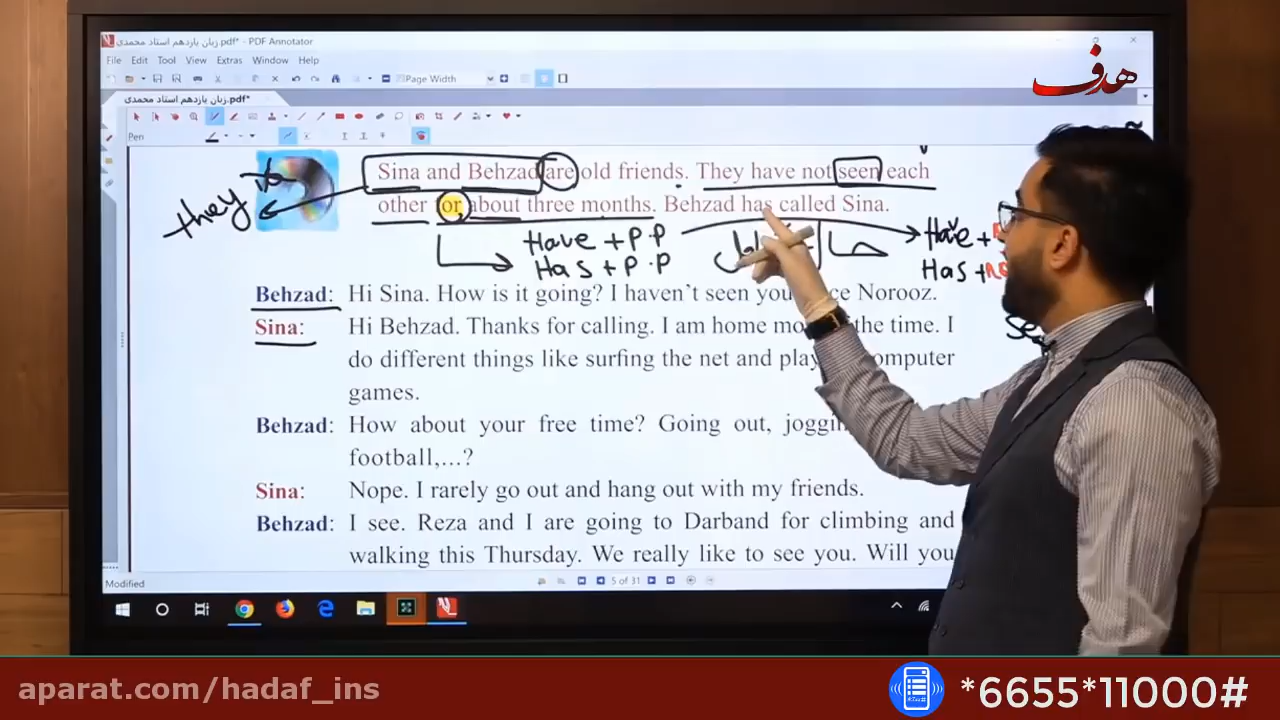 زبان یازدهم استاد محمدی.pdf* - PDF Annotator
هدف
File Edit Tool View Extras Window Help
Page Width
زبان یازدهم استاد محمدی.pdf*
Pen
Sina and Behzad are old friends. They have not seen each
other for about three months. Behzad has called Sina.
they
Have + P.P
Has + P.P
Have +
Has +
Behzad: Hi Sina. How is it going? I haven't seen you Norooz.
Sina: Hi Behzad. Thanks for calling. I am home the time. I
do different things like surfing the net and computer
games.
Behzad: How about your free time? Going out,
football,...?
Sina: Nope. I rarely go out and hang out with my friends.
Behzad: I see. Reza and I are going to Darband for climbing and
walking this Thursday. We really like to see you. Will you
Modified
5 of 31
aparat.com/hadaf_ins
*6655*11000#